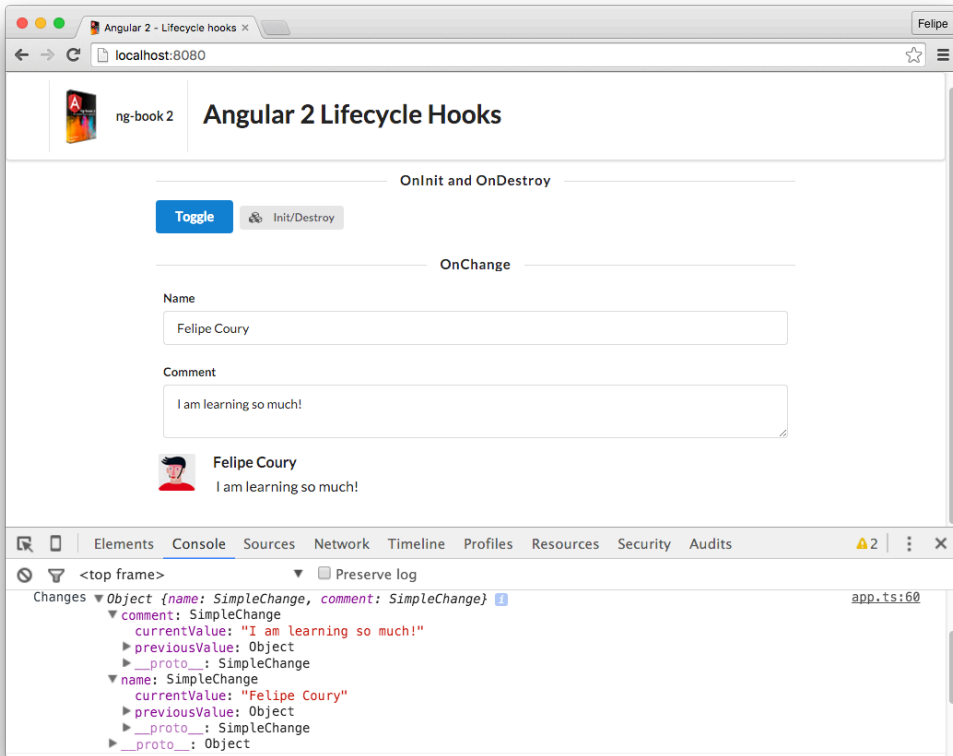 Angular 2 - Lifecycle hooks ×
Felipe
localhost:8080
ng-book 2
Angular 2 Lifecycle Hooks
OnInit and OnDestroy
Toggle
Init/Destroy
OnChange
Name
Felipe Coury
Comment
I am learning so much!
Felipe Coury
I am learning so much!
Elements Console Sources Network Timeline Profiles Resources Security Audits 2
<top frame> ▼ Preserve log
Changes ▼Object {name: SimpleChange, comment: SimpleChange} i app.ts:60
▼comment: SimpleChange
currentValue: "I am learning so much!"
▶previousValue: Object
▶__proto__: SimpleChange
▼name: SimpleChange
currentValue: "Felipe Coury"
▶previousValue: Object
▶__proto__: SimpleChange
▶__proto__: Object